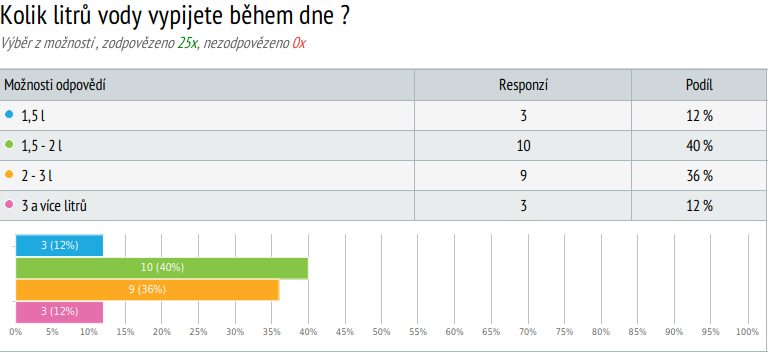 Kolik litrů vody vypijete během dne ?
Výběr z možností , zodpovězeno 25x, nezodpovězeno 0x
Možnosti odpovědí Responzí Podíl
1,5 l 3 12 %
1,5 - 2 l 10 40 %
2 - 3 l 9 36 %
3 a více litrů 3 12 %
3 (12%)
10 (40%)
9 (36%)
3 (12%)
0% 5% 10% 15% 20% 25% 30% 35% 40% 45% 50% 55% 60% 65% 70% 75% 80% 85% 90% 95% 100%